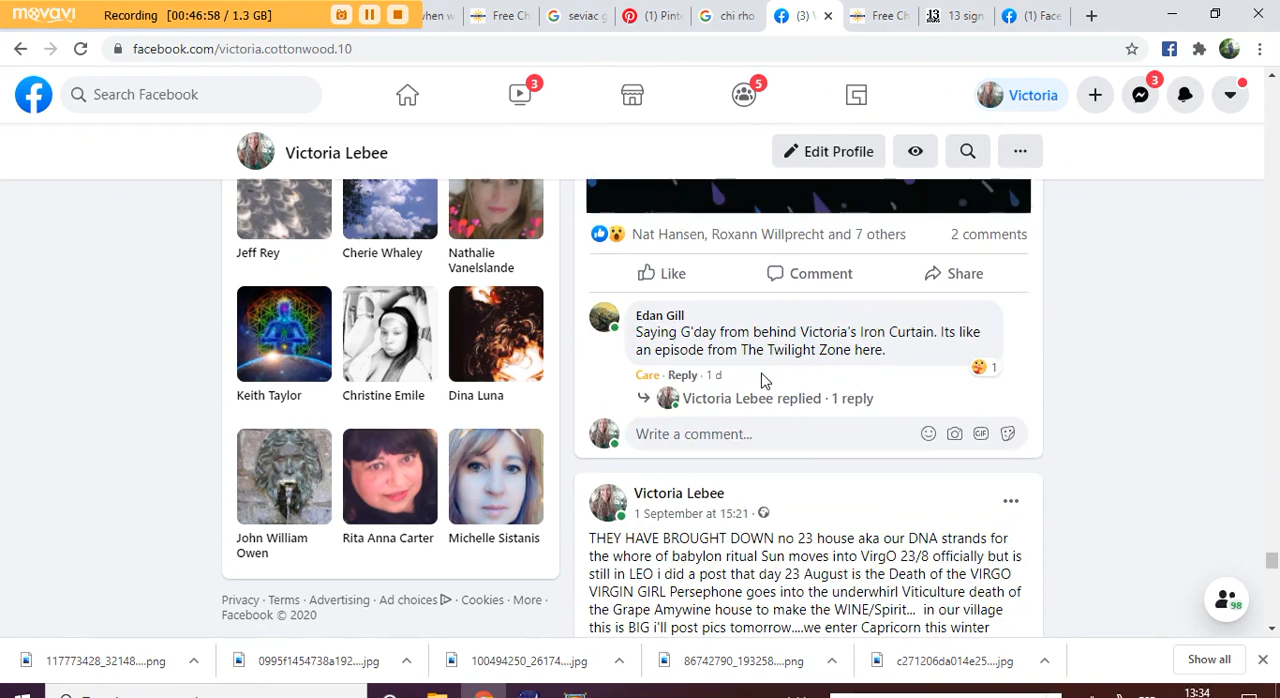 movavi
Recording [00:46:58 / 1.3 GB]
Free Ch
seviac g
(1) Pint
chi rho
(3) V
Free Ch
13 sign
(1) Face
facebook.com/victoria.cottonwood.10
Search Facebook
3
5
Victoria
3
Victoria Lebee
Edit Profile
Jeff Rey
Cherie Whaley
Nathalie
Vanelslande
Keith Taylor
Christine Emile
Dina Luna
John William
Owen
Rita Anna Carter
Michelle Sistanis
Privacy · Terms · Advertising · Ad choices · Cookies · More ·
Facebook © 2020
Nat Hansen, Roxann Willprecht and 7 others
2 comments
Like
Comment
Share
Edan Gill
Saying G'day from behind Victoria's Iron Curtain. Its like
an episode from The Twilight Zone here.
1
Care · Reply · 1 d
Victoria Lebee replied · 1 reply
Write a comment...
GIF
Victoria Lebee
1 September at 15:21 ·
THEY HAVE BROUGHT DOWN no 23 house aka our DNA strands for
the whore of babylon ritual Sun moves into VirgO 23/8 officially but is
still in LEO i did a post that day 23 August is the Death of the VIRGO
VIRGIN GIRL Persephone goes into the underwhirl Viticulture death of
the Grape Amywine house to make the WINE/Spirit... in our village
this is BIG i'll post pics tomorrow....we enter Capricorn this winter
98
117773428_32148....png
0995f1454738a192....jpg
100494250_26174....jpg
86742790_193258....png
c271206da014e25....jpg
Show all
13:34